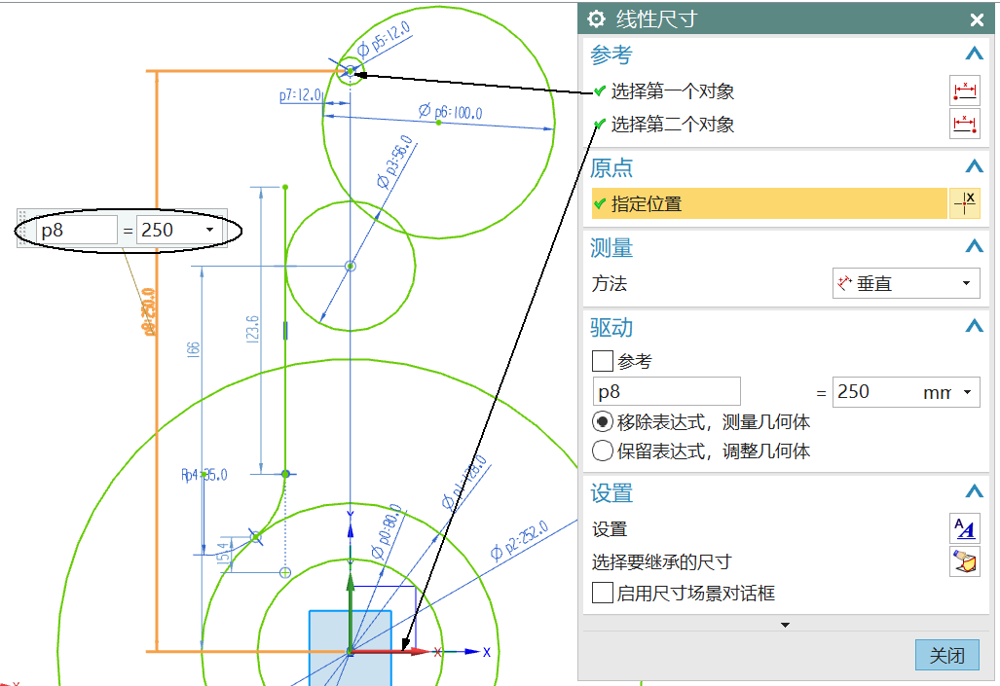 线性尺寸
参考
选择第一个对象
选择第二个对象
原点
指定位置
X
测量
方法
垂直
驱动
参考
p8 = 250 mm
移除表达式，测量几何体
保留表达式，调整几何体
设置
设置
选择要继承的尺寸
启用尺寸场景对话框
关闭
∅ p5:12.0
p7:12.0
∅ p6:100.0
∅ p3:56.0
p8 = 250
p8:250.0
123.6
166
Rp4:85.0
15.4
∅ p0:80.0
∅ p1:128.0
∅ p2:252.0
Y
X
X